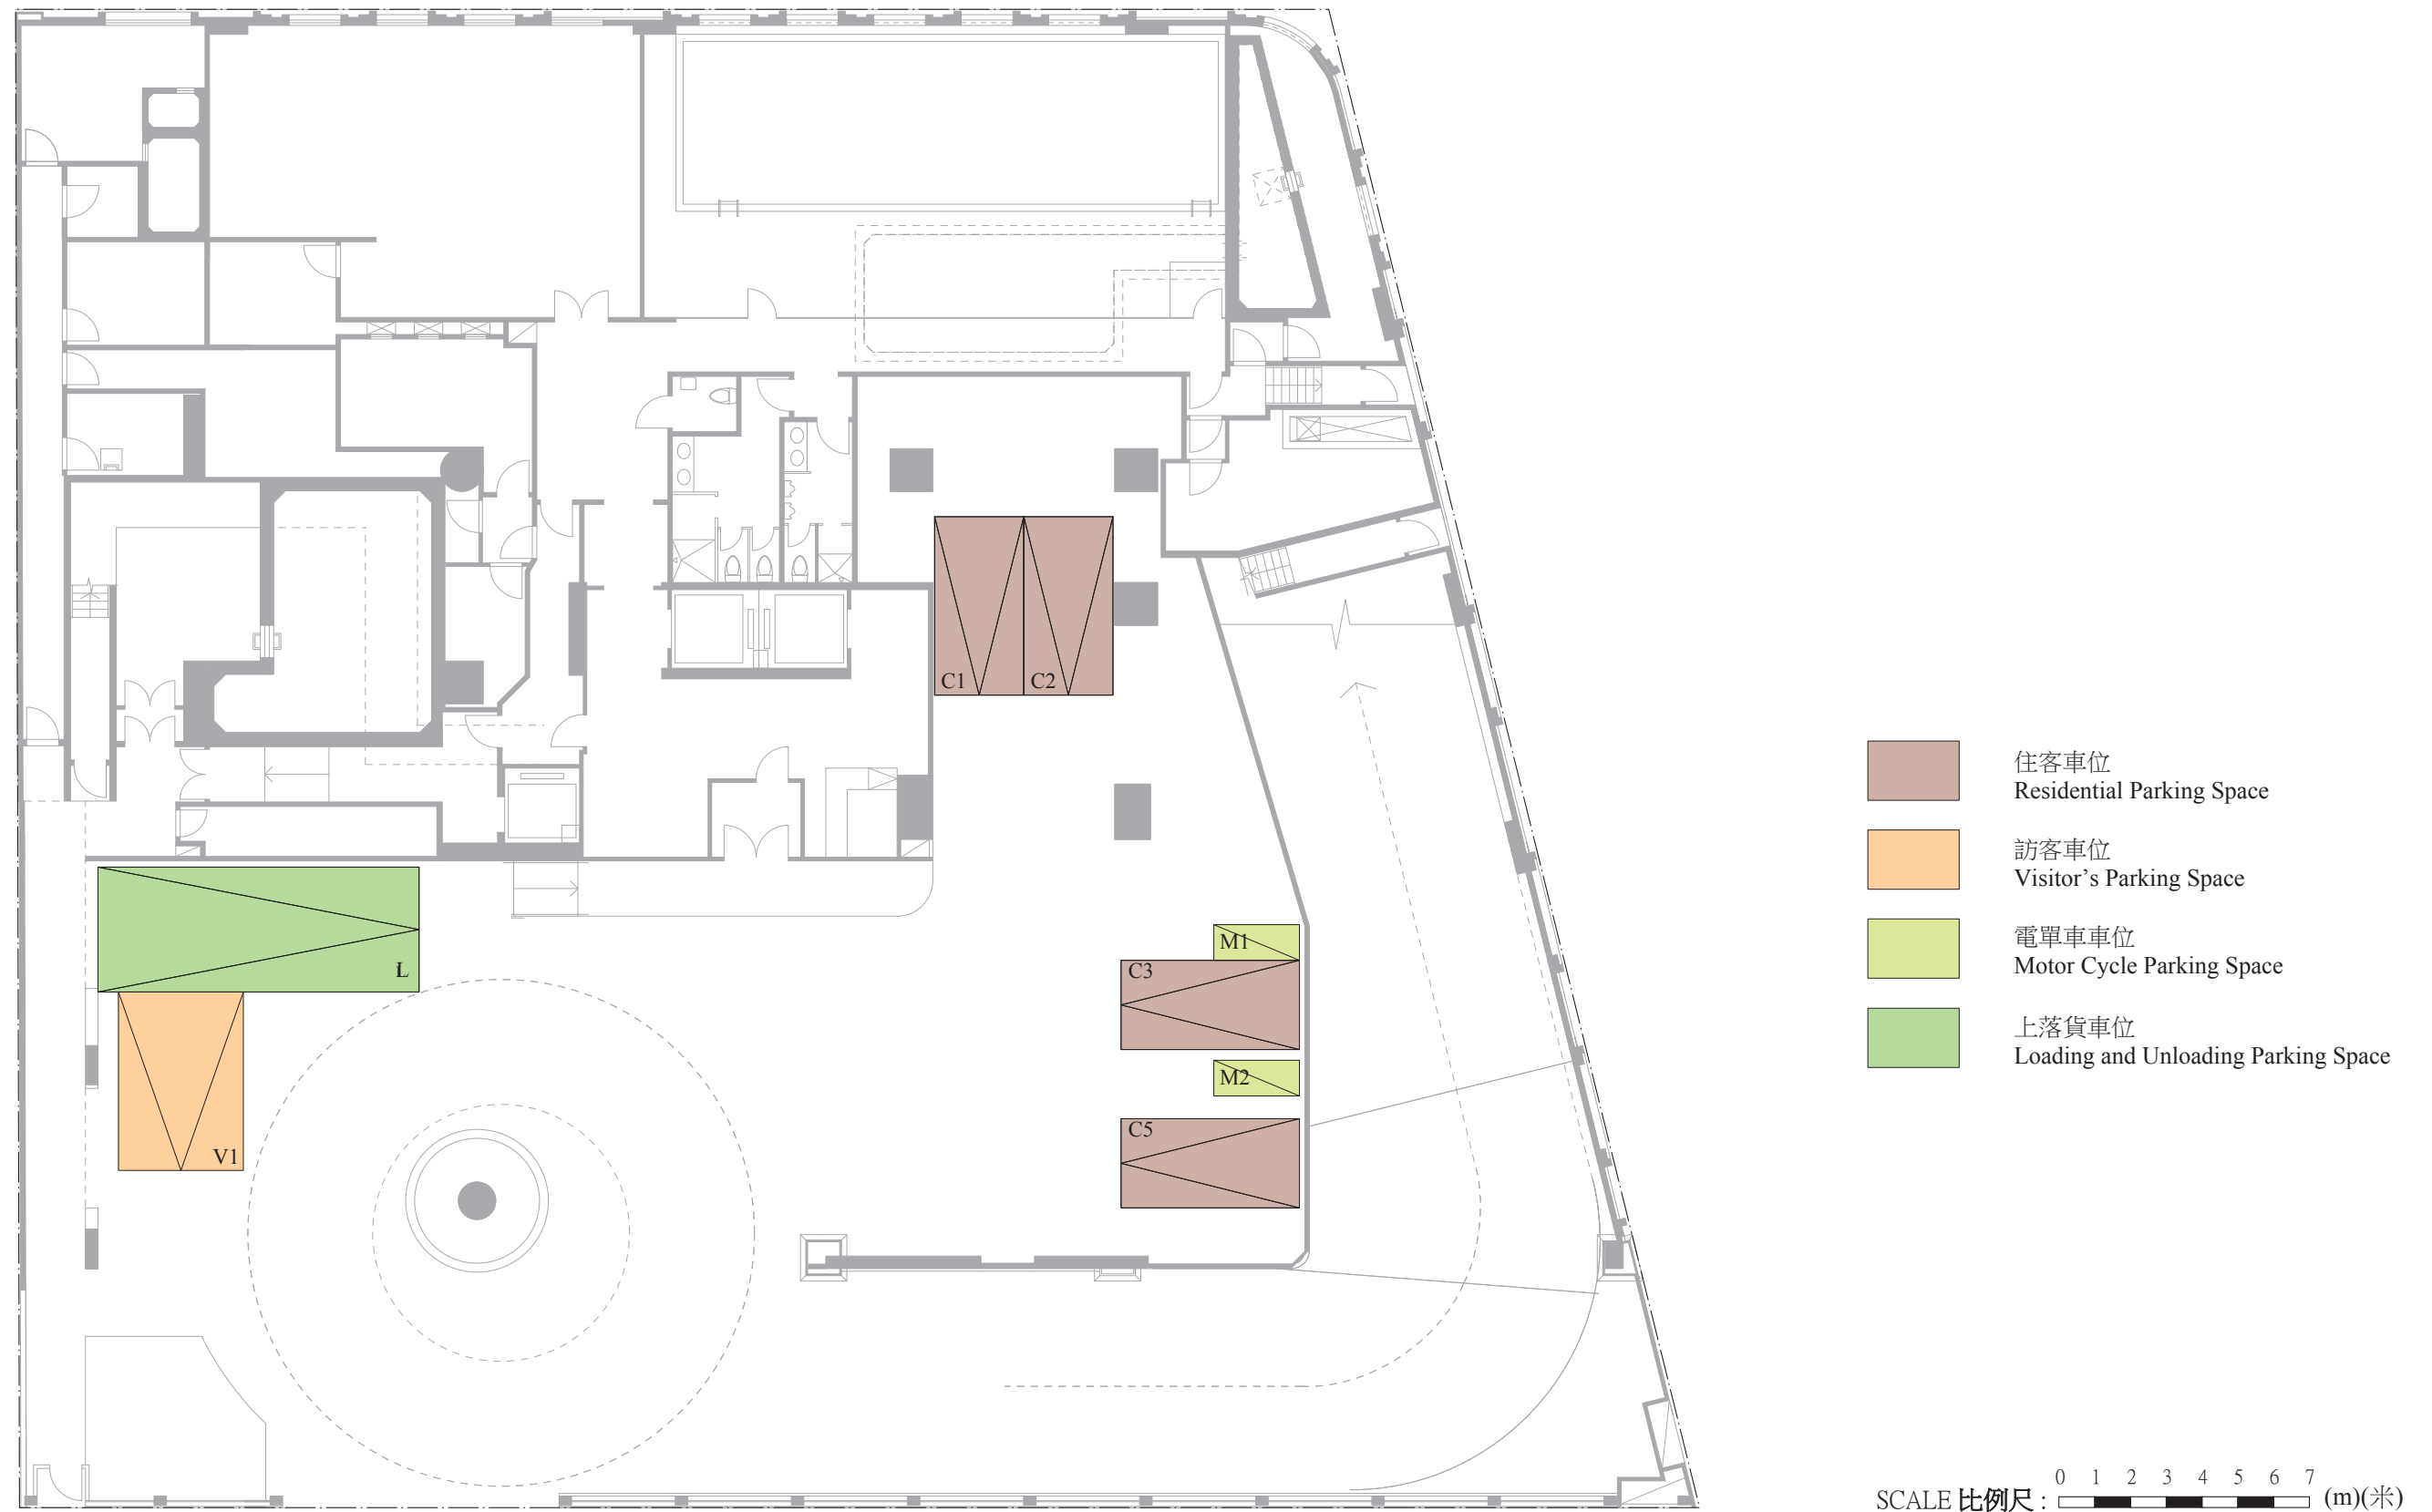 C1
C2
L
V1
M1
C3
M2
C5
住客車位
Residential Parking Space
訪客車位
Visitor’s Parking Space
電單車車位
Motor Cycle Parking Space
上落貨車位
Loading and Unloading Parking Space
0 1 2 3 4 5 6 7
SCALE 比例尺 : (m)(米)